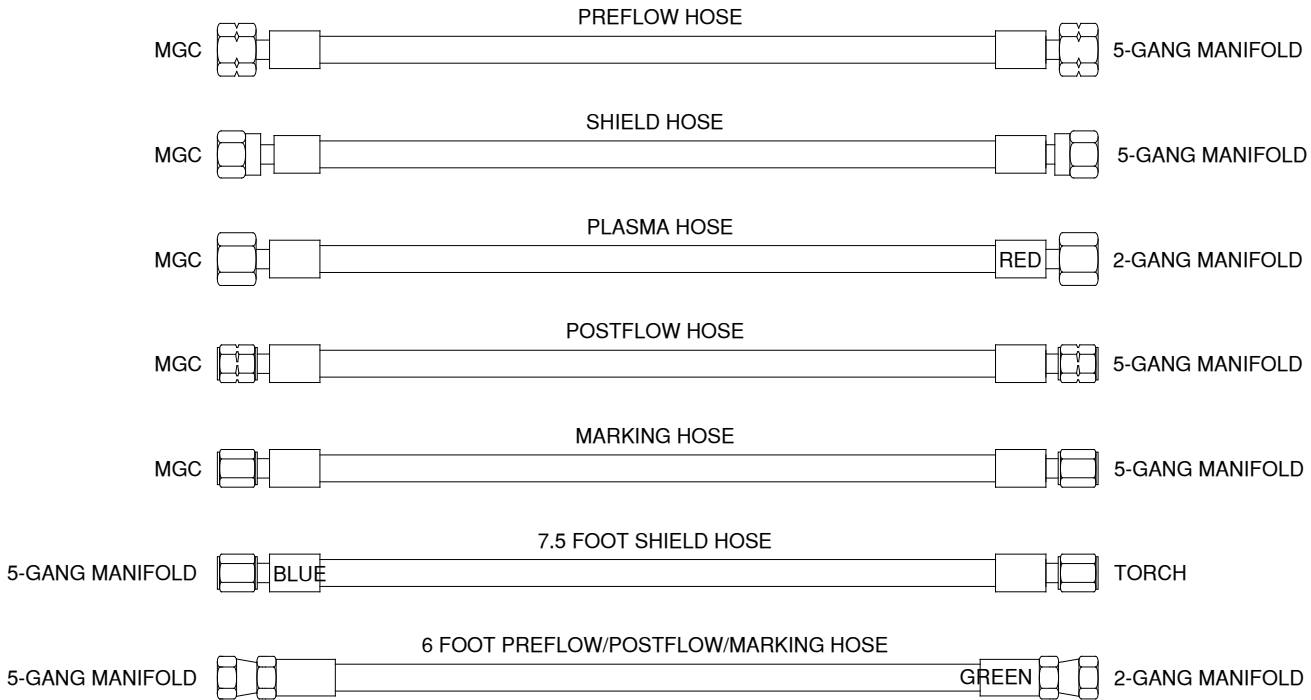 PREFLOW HOSE
MGC 5-GANG MANIFOLD
SHIELD HOSE
MGC 5-GANG MANIFOLD
PLASMA HOSE
MGC RED 2-GANG MANIFOLD
POSTFLOW HOSE
MGC 5-GANG MANIFOLD
MARKING HOSE
MGC 5-GANG MANIFOLD
7.5 FOOT SHIELD HOSE
5-GANG MANIFOLD BLUE TORCH
6 FOOT PREFLOW/POSTFLOW/MARKING HOSE
5-GANG MANIFOLD GREEN 2-GANG MANIFOLD